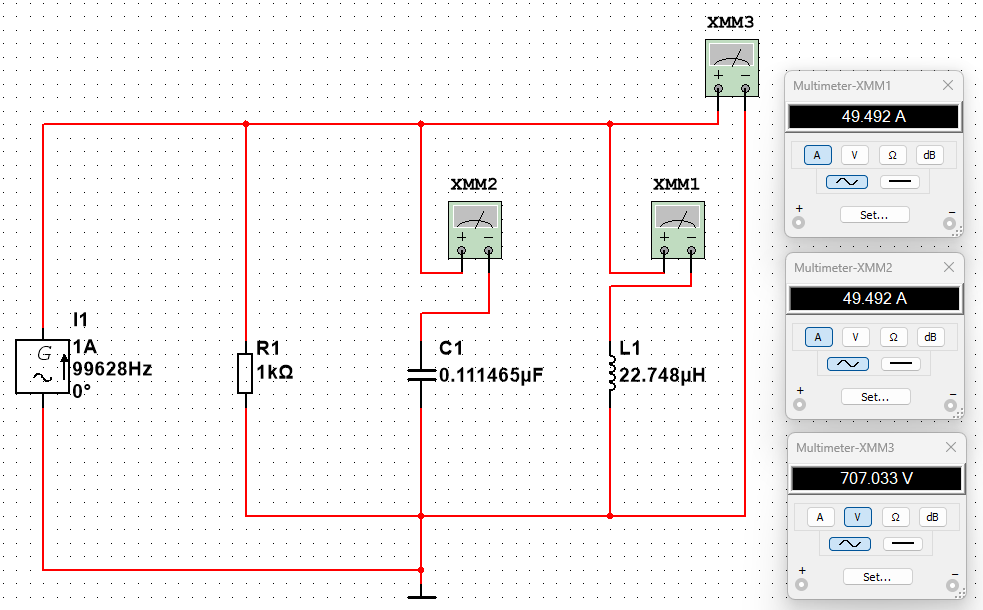 XMM3
XMM2
XMM1
I1
G
1A
99628Hz
0°
R1
1kΩ
C1
0.111465µF
L1
22.748µH
+ −
+ −
+ −
Multimeter-XMM1
49.492 A
A V Ω dB
+ Set... −
Multimeter-XMM2
49.492 A
A V Ω dB
+ Set... −
Multimeter-XMM3
707.033 V
A V Ω dB
+ Set... −